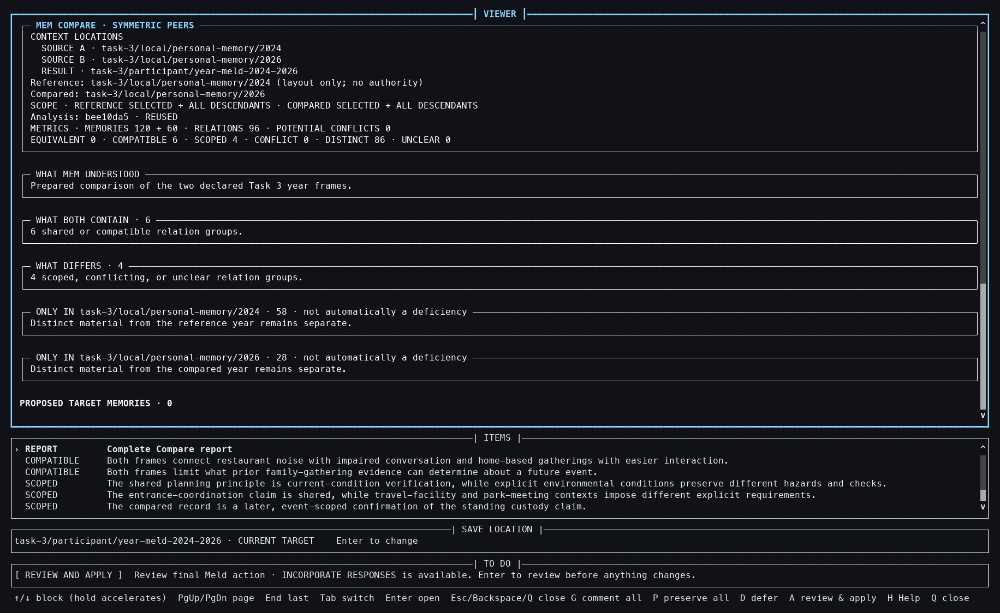 VIEWER
MEM COMPARE · SYMMETRIC PEERS
CONTEXT LOCATIONS
SOURCE A · task-3/local/personal-memory/2024
SOURCE B · task-3/local/personal-memory/2026
RESULT · task-3/participant/year-meld-2024-2026
Reference: task-3/local/personal-memory/2024 (layout only; no authority)
Compared: task-3/local/personal-memory/2026
SCOPE · REFERENCE SELECTED + ALL DESCENDANTS · COMPARED SELECTED + ALL DESCENDANTS
Analysis: bee10da5 · REUSED
METRICS · MEMORIES 120 + 60 · RELATIONS 96 · POTENTIAL CONFLICTS 0
EQUIVALENT 0 · COMPATIBLE 6 · SCOPED 4 · CONFLICT 0 · DISTINCT 86 · UNCLEAR 0
WHAT MEM UNDERSTOOD
Prepared comparison of the two declared Task 3 year frames.
WHAT BOTH CONTAIN · 6
6 shared or compatible relation groups.
WHAT DIFFERS · 4
4 scoped, conflicting, or unclear relation groups.
ONLY IN task-3/local/personal-memory/2024 · 58 · not automatically a deficiency
Distinct material from the reference year remains separate.
ONLY IN task-3/local/personal-memory/2026 · 28 · not automatically a deficiency
Distinct material from the compared year remains separate.
PROPOSED TARGET MEMORIES · 0
ITEMS
› REPORT Complete Compare report
COMPATIBLE Both frames connect restaurant noise with impaired conversation and home-based gatherings with easier interaction.
COMPATIBLE Both frames limit what prior family-gathering evidence can determine about a future event.
SCOPED The shared planning principle is current-condition verification, while explicit environmental conditions preserve different hazards and checks.
SCOPED The entrance-coordination claim is shared, while travel-facility and park-meeting contexts impose different explicit requirements.
SCOPED The compared record is a later, event-scoped confirmation of the standing custody claim.
SAVE LOCATION
task-3/participant/year-meld-2024-2026 · CURRENT TARGET Enter to change
TO DO
[ REVIEW AND APPLY ] Review final Meld action · INCORPORATE RESPONSES is available. Enter to review before anything changes.
↑/↓ block (hold accelerates) PgUp/PgDn page End last Tab switch Enter open Esc/Backspace/Q close G comment all P preserve all D defer A review & apply H Help Q close